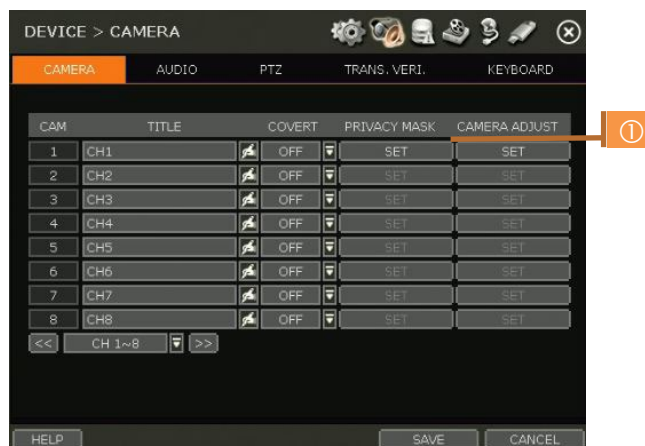 DEVICE > CAMERA
CAMERA AUDIO PTZ TRANS. VERI. KEYBOARD
CAM TITLE COVERT PRIVACY MASK CAMERA ADJUST
①
1 CH1 OFF SET SET
2 CH2 OFF SET SET
3 CH3 OFF SET SET
4 CH4 OFF SET SET
5 CH5 OFF SET SET
6 CH6 OFF SET SET
7 CH7 OFF SET SET
8 CH8 OFF SET SET
<< CH 1~8 >>
HELP SAVE CANCEL